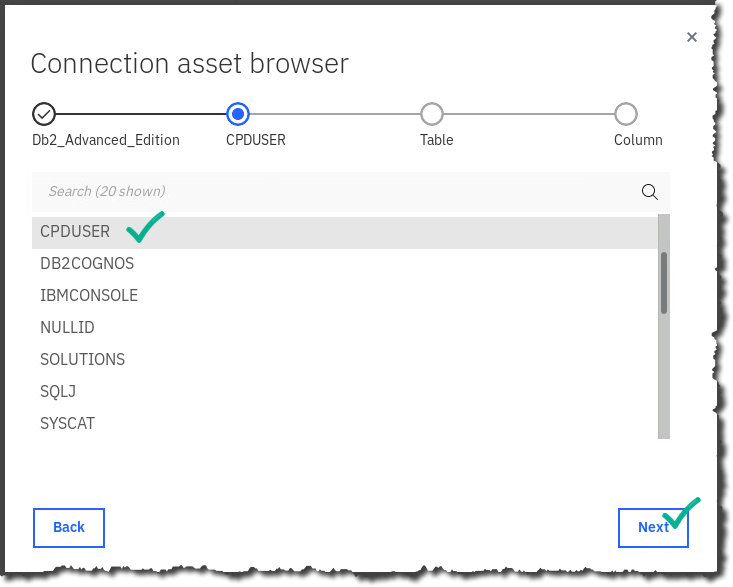 Connection asset browser
Db2_Advanced_Edition CPDUSER Table Column
Search (20 shown)
CPDUSER
DB2COGNOS
IBMCONSOLE
NULLID
SOLUTIONS
SQLJ
SYSCAT
Back Next